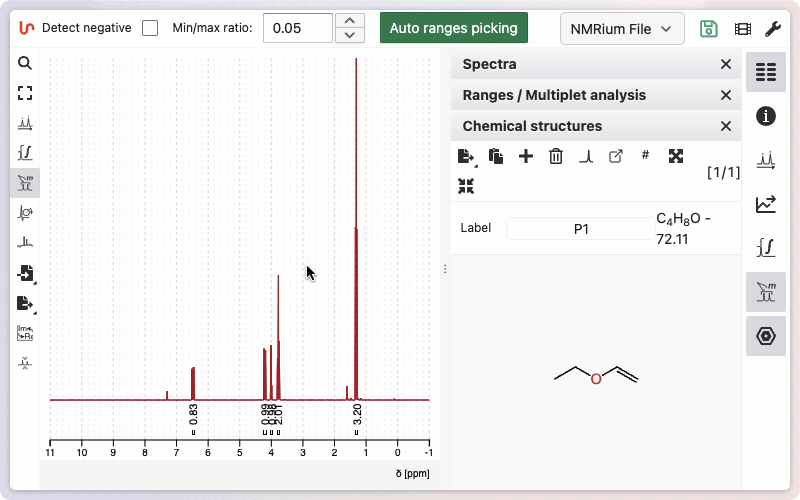 Detect negative Min/max ratio: 0.05 Auto ranges picking NMRium File
Spectra
Ranges / Multiplet analysis
Chemical structures
#
[1/1]
Label P1 C₄H₈O - 72.11
O
0.83 0.99 0.98 2.01 3.20
11 10 9 8 7 6 5 4 3 2 1 0 -1
δ [ppm]